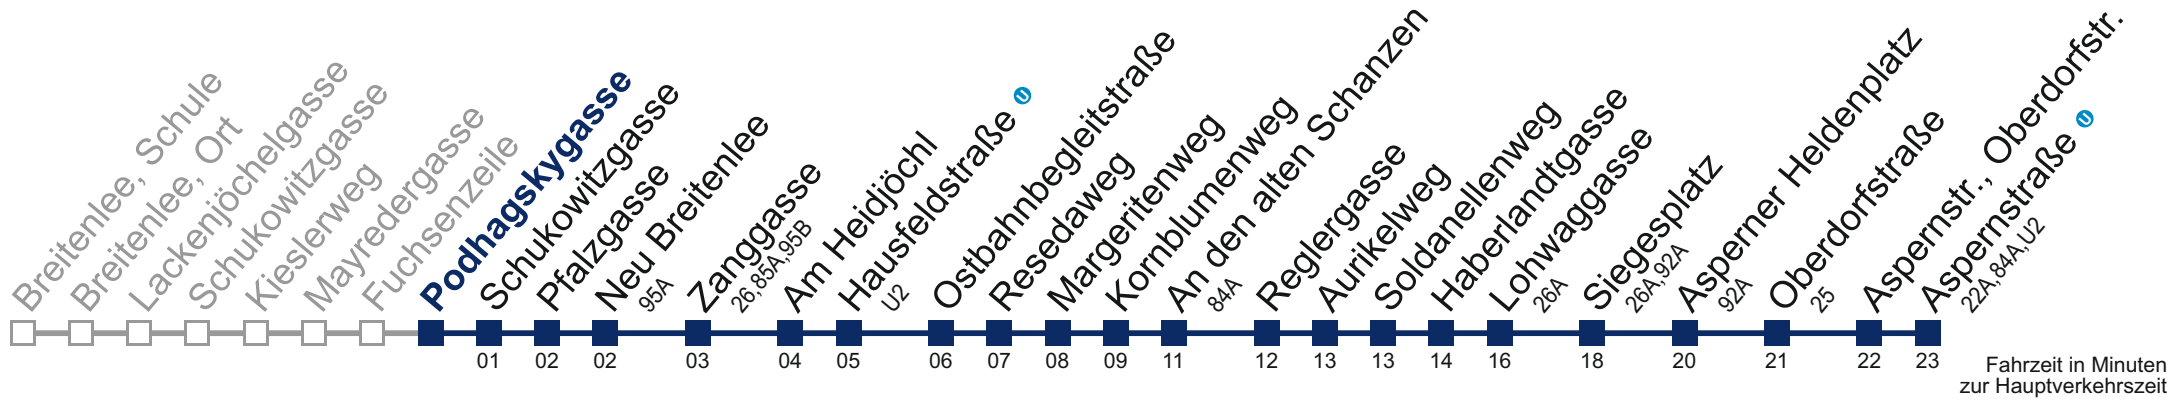 Breitenlee, Schule
Breitenlee, Ort
Lackenjöchelgasse
Schukowitzgasse
Kieslerweg
Mayredergasse
Fuchsenzeile
Podhagskygasse
Schukowitzgasse
01
Pfalzgasse
02
Neu Breitenlee
95A
02
Zanggasse
26,85A,95B
03
Am Heidjöchl
04
Hausfeldstraße U
U2
05
Ostbahnbegleitstraße
06
Resedaweg
07
Margeritenweg
08
Kornblumenweg
09
An den alten Schanzen
84A
11
Reglergasse
12
Aurikelweg
13
Soldanellenweg
13
Haberlandtgasse
14
Lohwaggasse
26A
16
Siegesplatz
26A,92A
18
Asperner Heldenplatz
92A
20
Oberdorfstraße
25
21
Aspernstr., Oberdorfstr.
22
Aspernstraße U
22A,84A,U2
23
Fahrzeit in Minuten
zur Hauptverkehrszeit